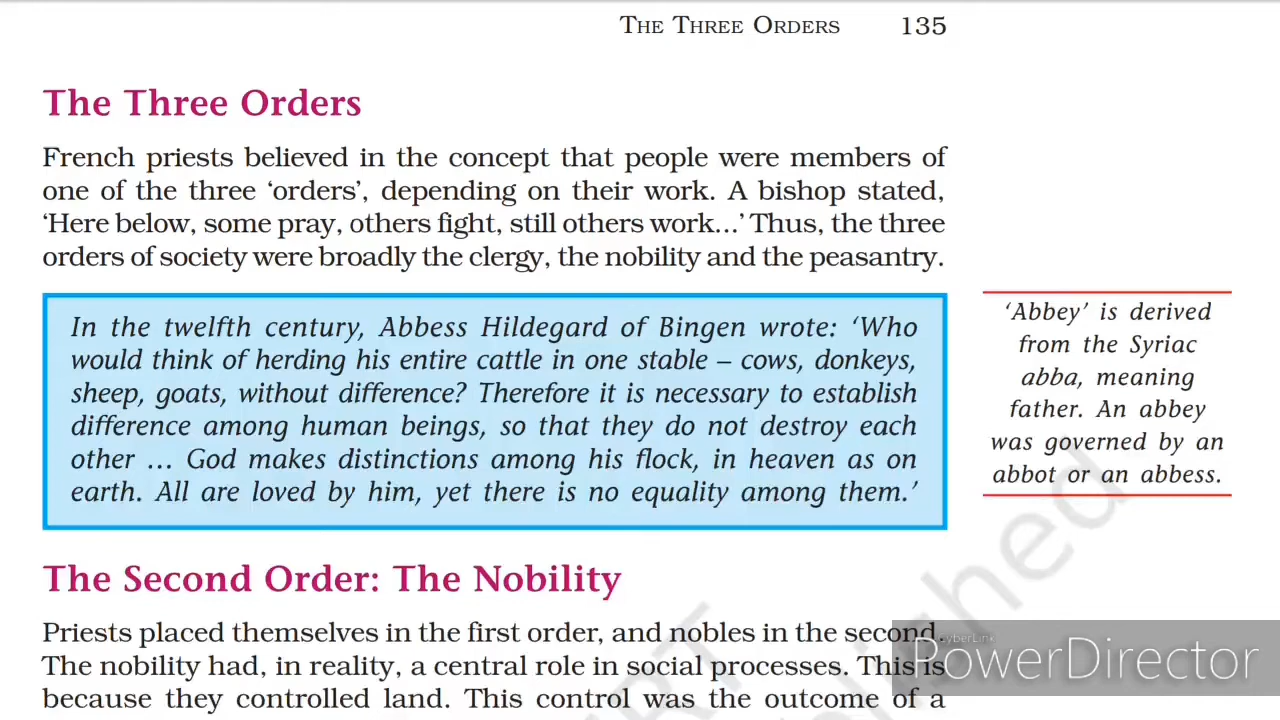 THE THREE ORDERS 135
The Three Orders
French priests believed in the concept that people were members of
one of the three ‘orders’, depending on their work. A bishop stated,
‘Here below, some pray, others fight, still others work…’ Thus, the three
orders of society were broadly the clergy, the nobility and the peasantry.
In the twelfth century, Abbess Hildegard of Bingen wrote: ‘Who
would think of herding his entire cattle in one stable – cows, donkeys,
sheep, goats, without difference? Therefore it is necessary to establish
difference among human beings, so that they do not destroy each
other … God makes distinctions among his flock, in heaven as on
earth. All are loved by him, yet there is no equality among them.’
‘Abbey’ is derived
from the Syriac
abba, meaning
father. An abbey
was governed by an
abbot or an abbess.
The Second Order: The Nobility
Priests placed themselves in the first order, and nobles in the second.
The nobility had, in reality, a central role in social processes. This is
because they controlled land. This control was the outcome of a
CyberLink
PowerDirector